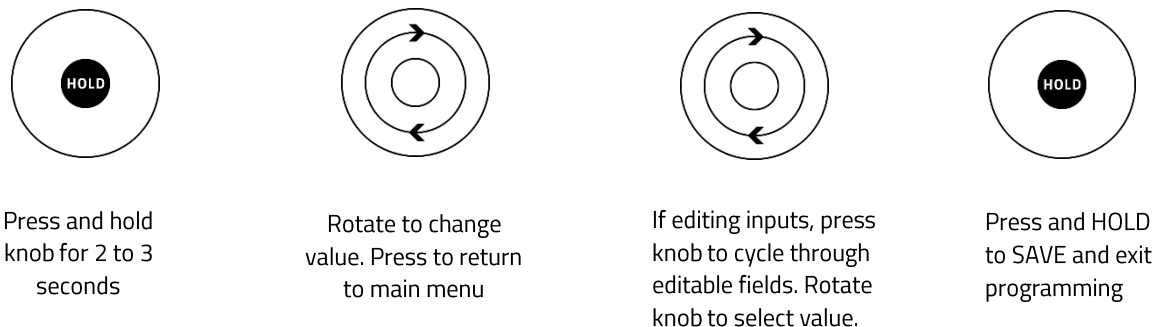 HOLD
Press and hold
knob for 2 to 3
seconds
Rotate to change
value. Press to return
to main menu
If editing inputs, press
knob to cycle through
editable fields. Rotate
knob to select value.
HOLD
Press and HOLD
to SAVE and exit
programming